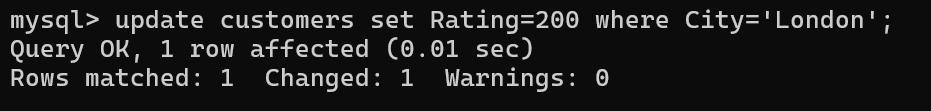 mysql> update customers set Rating=200 where City='London';
Query OK, 1 row affected (0.01 sec)
Rows matched: 1  Changed: 1  Warnings: 0